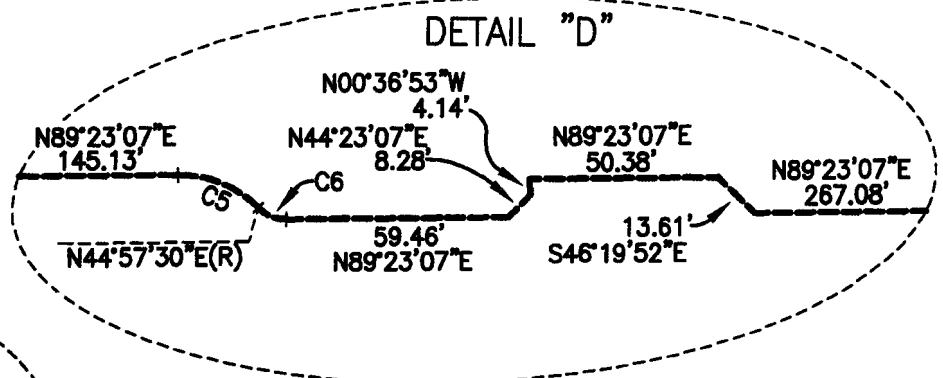 DETAIL "D"
N00°36'53"W
4.14'
N89°23'07"E
145.13'
N44°23'07"E
8.28'
N89°23'07"E
50.38'
N89°23'07"E
267.08'
C5
C6
N44°57'30"E(R)
59.46'
N89°23'07"E
13.61'
S46°19'52"E